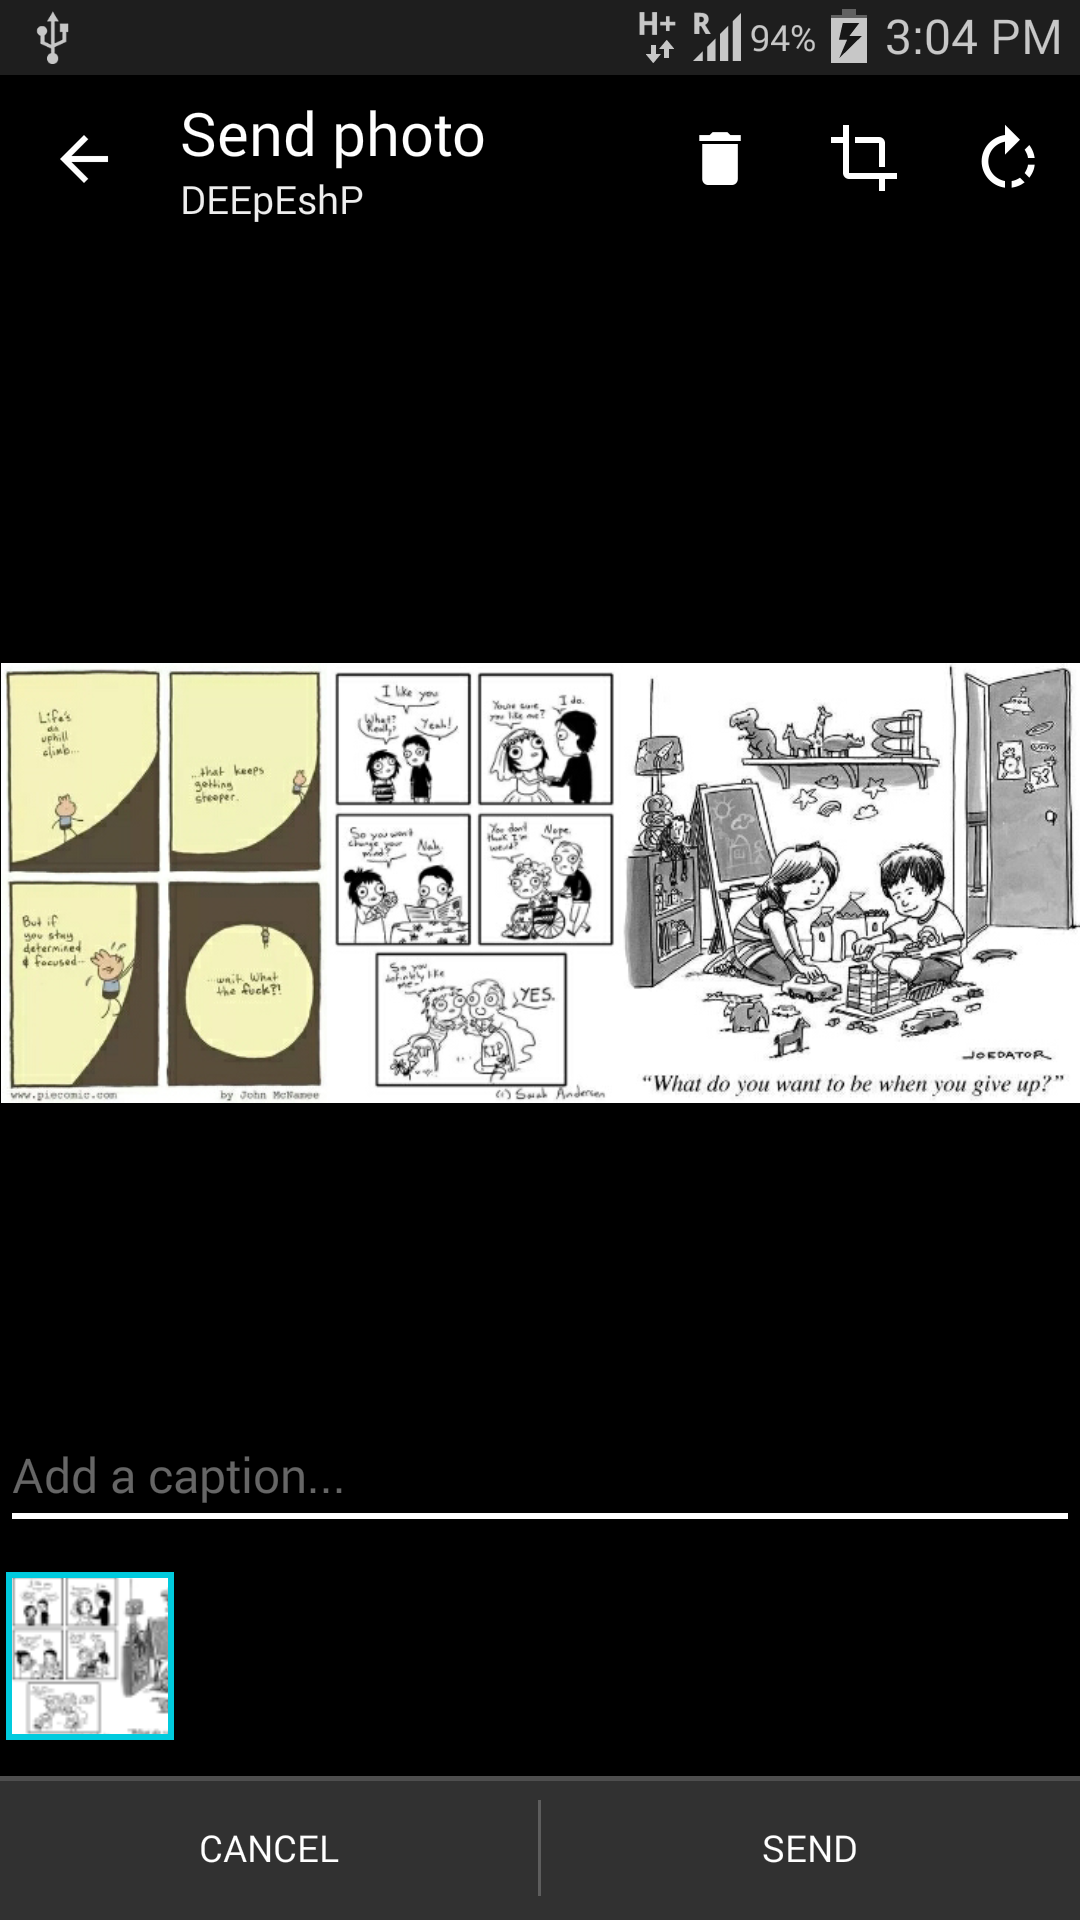 H+
R
94%
3:04 PM
Send photo
DEEpEshP
Life's
an
uphill
climb...
...that keeps
getting
steeper.
But if
you stay
determined
& focused...
...wait. What
the fuck?!
www.piecomic.com
by John McNamee
I like you
What?
Really?
Yeah!
You're sure
you like me?
I do.
So you won't
change your
mind?
Nah.
You don't
think I'm
weird?
Nope.
So you
definitely like
me~
YES.
RIP
(c) Sarah Andersen
JOEDATOR
“What do you want to be when you give up?”
Add a caption...
CANCEL
SEND